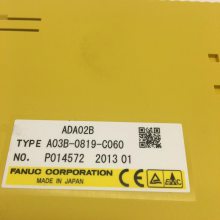 ADA02B
TYPE A03B-0819-C060
NO. P014572 2013 01
FANUC CORPORATION
MADE IN JAPAN